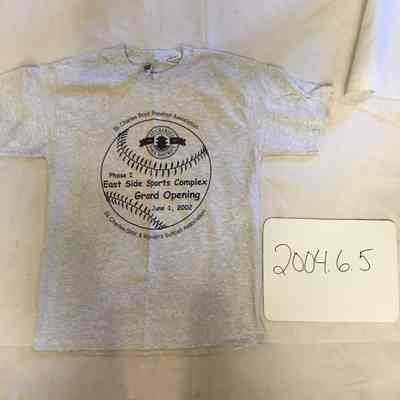 St. Charles Boys Baseball Association
Phase I
East Side Sports Complex
Grand Opening
June 1, 2002
St. Charles Girls & Women's Softball Association
2004.6.5